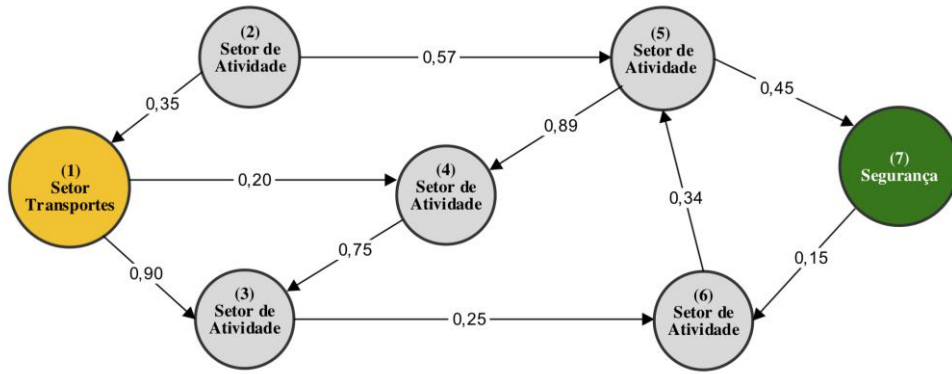 (2)
Setor de
Atividade
0,57
(5)
Setor de
Atividade
0,35
0,45
0,89
(1)
Setor
Transportes
0,20
(4)
Setor de
Atividade
0,34
(7)
Segurança
0,75
0,15
0,90
(3)
Setor de
Atividade
0,25
(6)
Setor de
Atividade